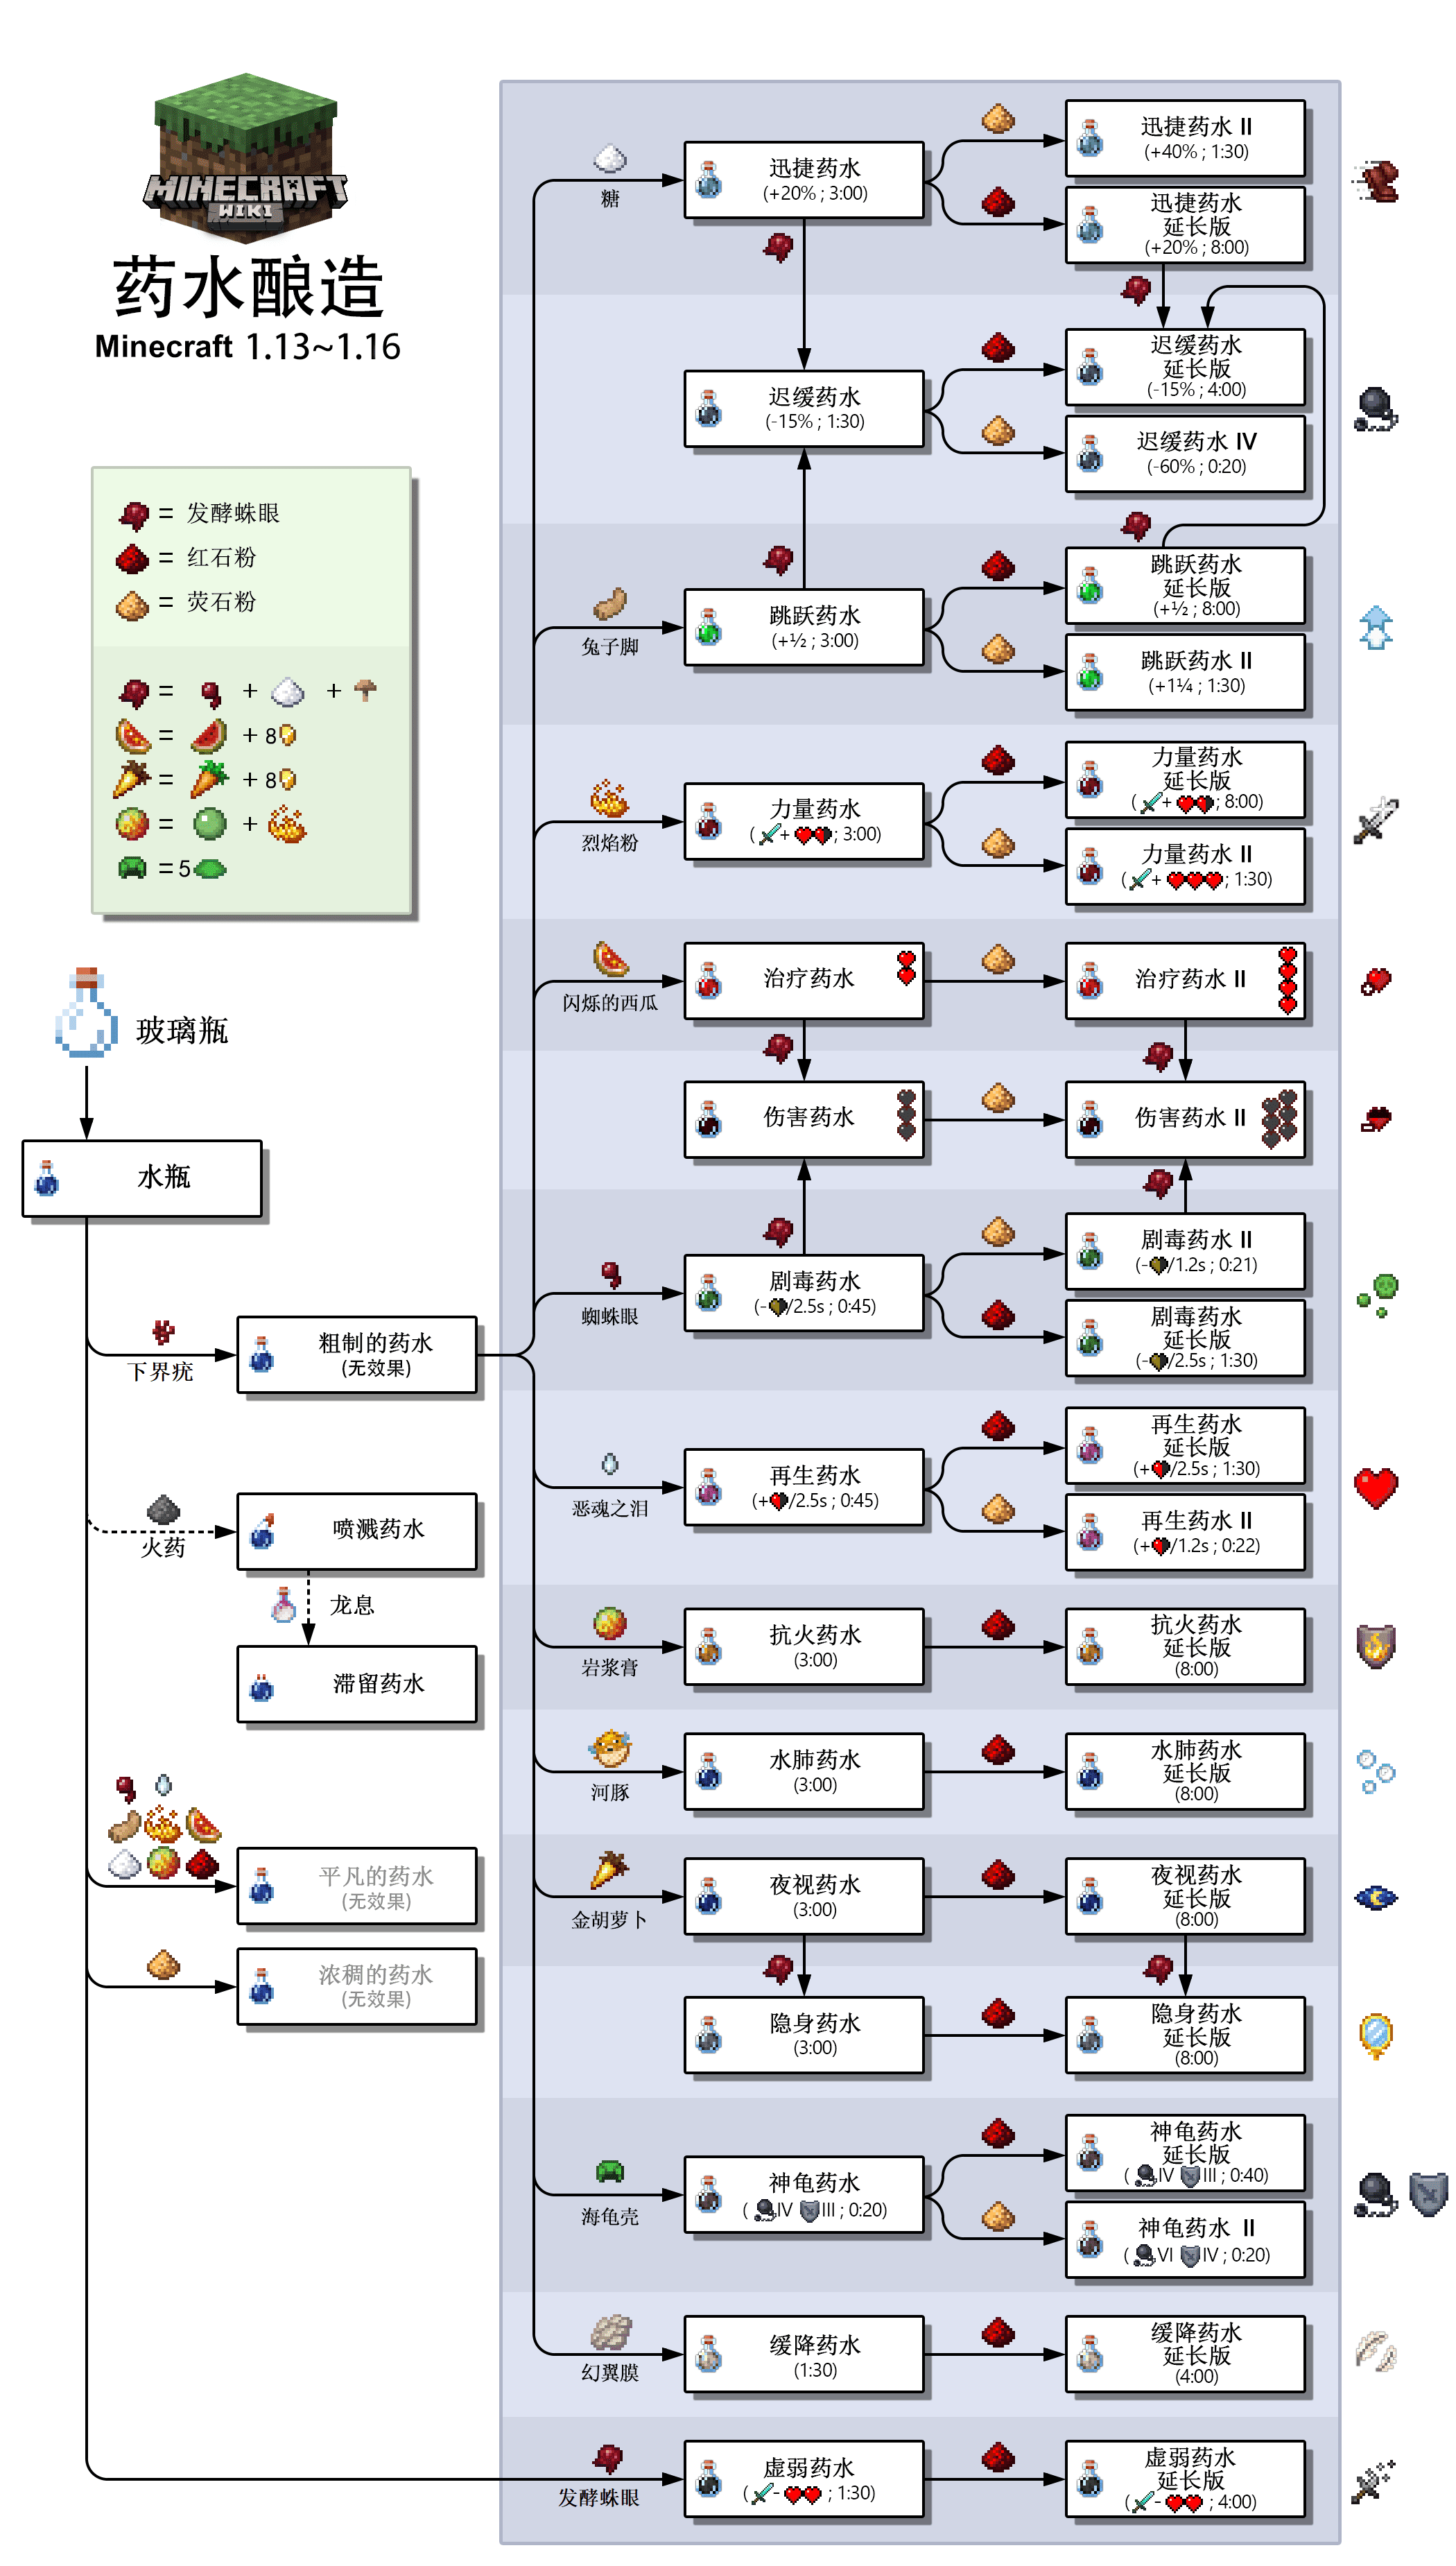 MINECRAFT
WIKI
药水酿造
Minecraft 1.13~1.16
= 发酵蛛眼
= 红石粉
= 荧石粉
= + +
= + 8
= + 8
= +
=5
玻璃瓶
水瓶
下界疣
粗制的药水
(无效果)
火药
喷溅药水
龙息
滞留药水
平凡的药水
(无效果)
浓稠的药水
(无效果)
糖
迅捷药水
(+20% ; 3:00)
迅捷药水 II
(+40% ; 1:30)
迅捷药水
延长版
(+20% ; 8:00)
迟缓药水
(-15% ; 1:30)
迟缓药水
延长版
(-15% ; 4:00)
迟缓药水 IV
(-60% ; 0:20)
兔子脚
跳跃药水
(+½ ; 3:00)
跳跃药水
延长版
(+½ ; 8:00)
跳跃药水 II
(+1¼ ; 1:30)
烈焰粉
力量药水
( + ; 3:00)
力量药水
延长版
( + ; 8:00)
力量药水 II
( + ; 1:30)
闪烁的西瓜
治疗药水
治疗药水 II
伤害药水
伤害药水 II
蜘蛛眼
剧毒药水
(- /2.5s ; 0:45)
剧毒药水 II
(- /1.2s ; 0:21)
剧毒药水
延长版
(- /2.5s ; 1:30)
恶魂之泪
再生药水
(+ /2.5s ; 0:45)
再生药水
延长版
(+ /2.5s ; 1:30)
再生药水 II
(+ /1.2s ; 0:22)
岩浆膏
抗火药水
(3:00)
抗火药水
延长版
(8:00)
河豚
水肺药水
(3:00)
水肺药水
延长版
(8:00)
金胡萝卜
夜视药水
(3:00)
夜视药水
延长版
(8:00)
隐身药水
(3:00)
隐身药水
延长版
(8:00)
海龟壳
神龟药水
( IV III ; 0:20)
神龟药水
延长版
( IV III ; 0:40)
神龟药水 II
( VI IV ; 0:20)
幻翼膜
缓降药水
(1:30)
缓降药水
延长版
(4:00)
发酵蛛眼
虚弱药水
( - ; 1:30)
虚弱药水
延长版
( - ; 4:00)